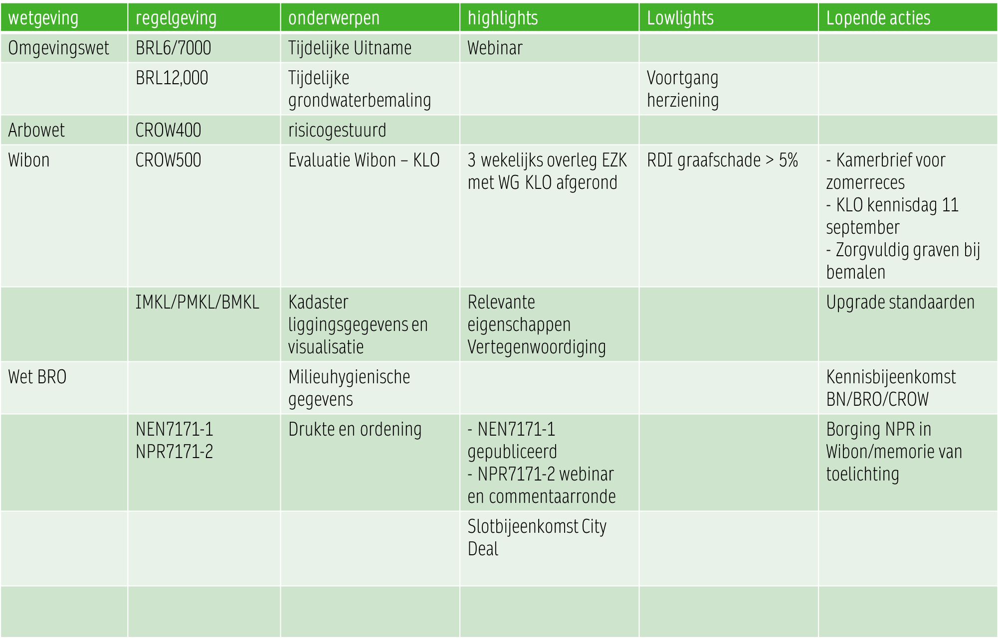 wetgeving regelgeving onderwerpen highlights Lowlights Lopende acties
Omgevingswet BRL6/7000 Tijdelijke Uitname Webinar
BRL12,000 Tijdelijke Voortgang
grondwaterbemaling herziening
Arbowet CROW400 risicogestuurd
Wibon CROW500 Evaluatie Wibon – KLO 3 wekelijks overleg EZK RDI graafschade > 5% - Kamerbrief voor
met WG KLO afgerond zomerreces
- KLO kennisdag 11
september
- Zorgvuldig graven bij
bemalen
IMKL/PMKL/BMKL Kadaster Relevante Upgrade standaarden
liggingsgegevens en eigenschappen
visualisatie Vertegenwoordiging
Wet BRO Milieuhygienische Kennisbijeenkomst
gegevens BN/BRO/CROW
NEN7171-1 Drukte en ordening - NEN7171-1 Borging NPR in
NPR7171-2 gepubliceerd Wibon/memorie van
- NPR7171-2 webinar toelichting
en commentaarronde
Slotbijeenkomst City
Deal